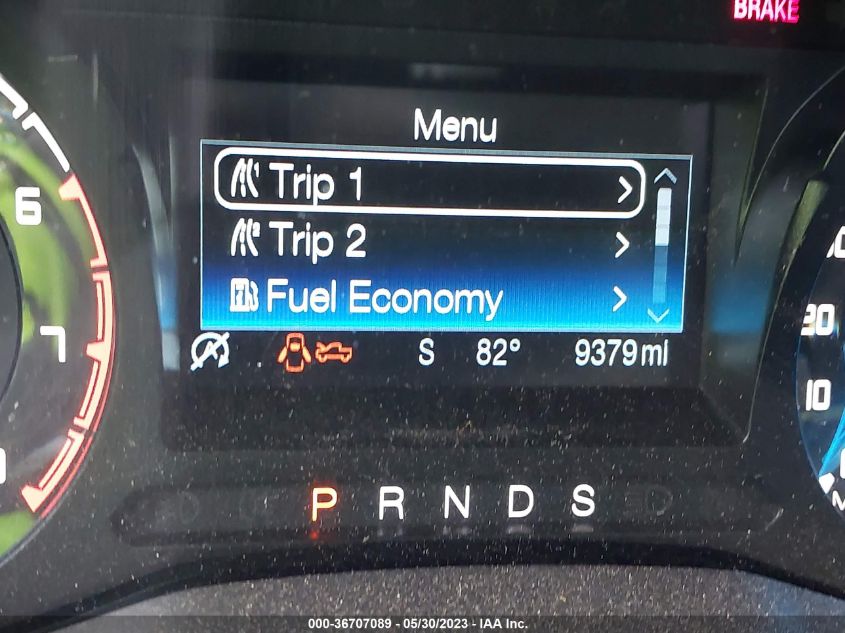 BRAKE
Menu
Trip 1
Trip 2
Fuel Economy
6
7
S 82° 9379 mi
20
10
P R N D S
000-36707089 - 05/30/2023 - IAA Inc.